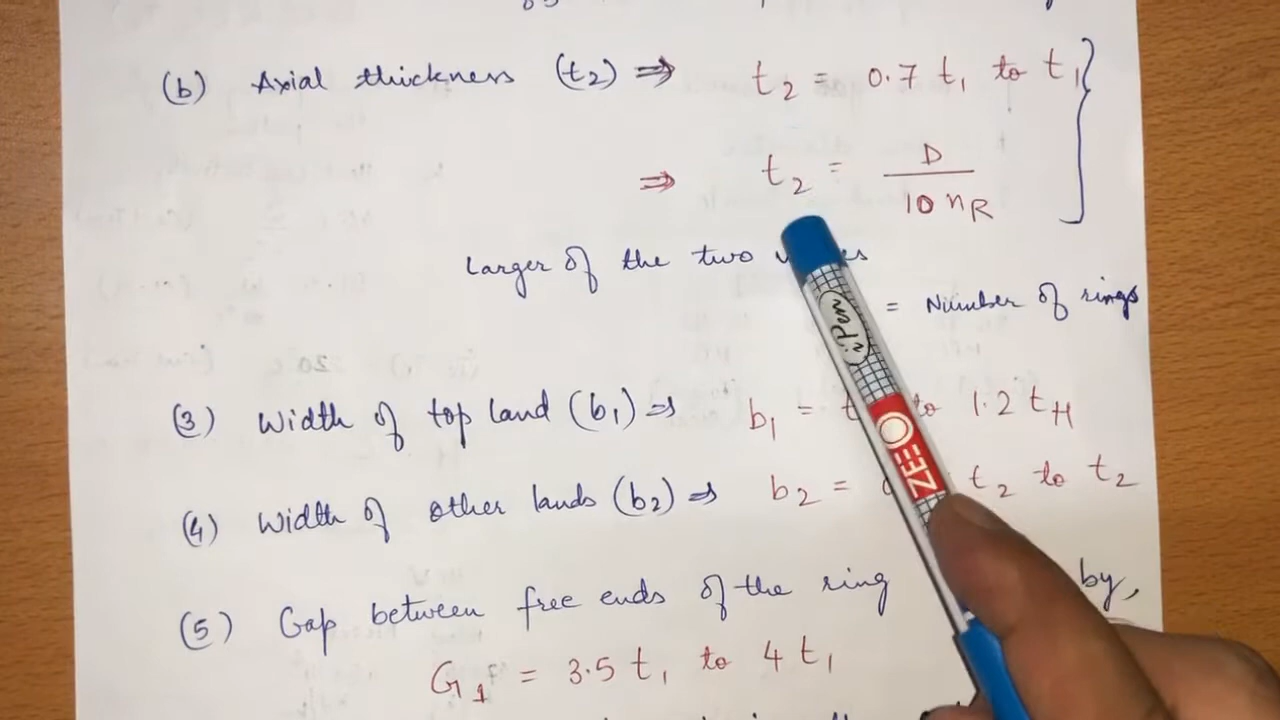 (b) Axial thickness (t₂) ⇒ t₂ = 0.7 t₁ to t₁
⇒ t₂ = D / 10 nR
Larger of the two
= Number of rings
(3) Width of top land (b₁) ⇒ b₁ = to 1.2 tH
(4) Width of other lands (b₂) ⇒ b₂ = t₂ to t₂
(5) Gap between free ends of the ring by,
G₁ = 3.5 t₁ to 4 t₁
iPen
ZEE